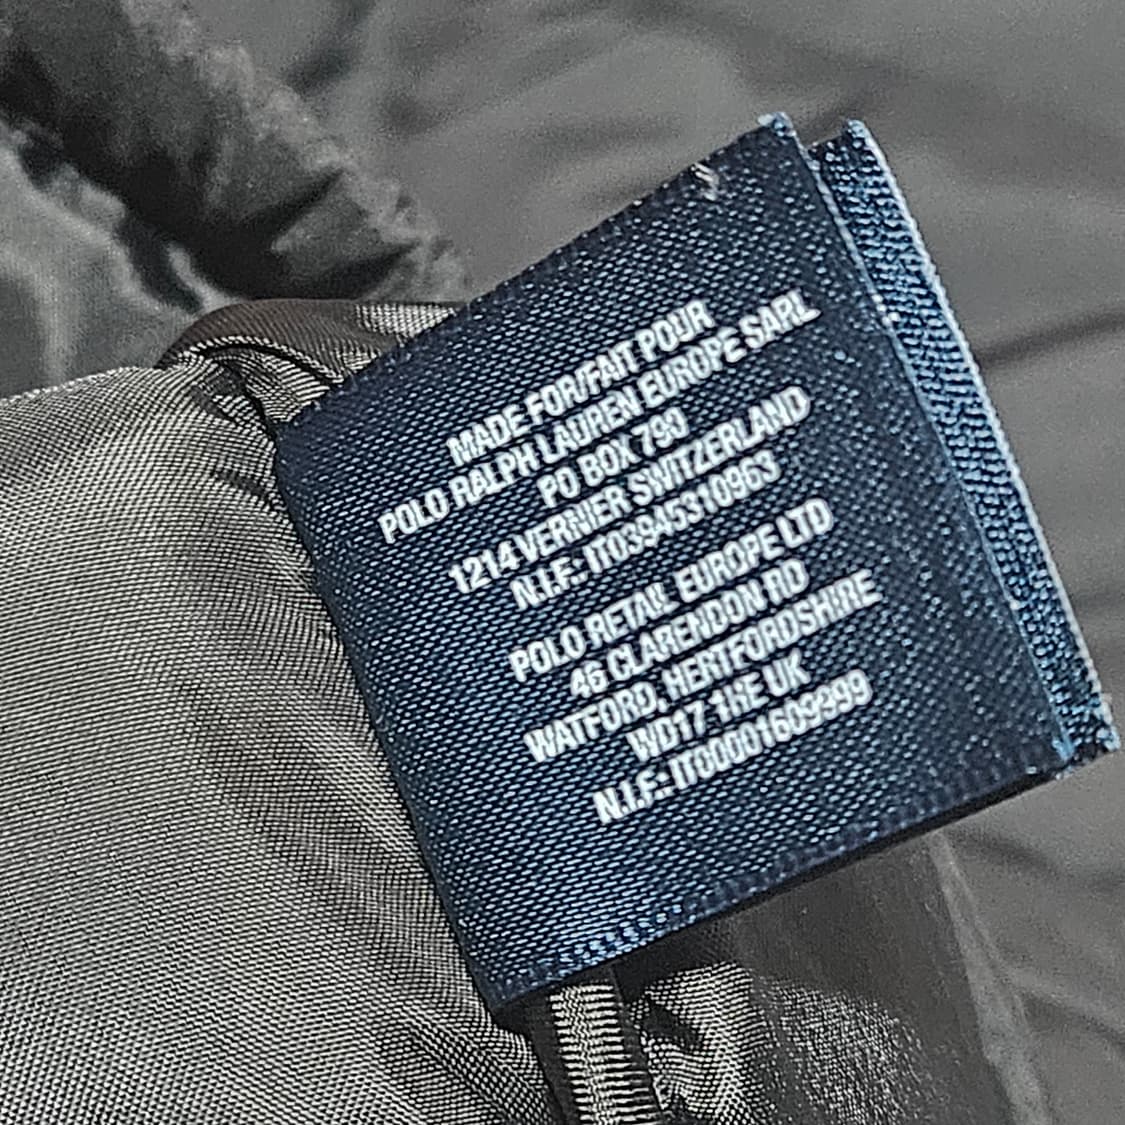 MADE FOR/FAIT POUR
POLO RALPH LAUREN EUROPE SARL
PO BOX 793
1214 VERNIER SWITZERLAND
N.I.F.: IT03945310963
POLO RETAIL EUROPE LTD
46 CLARENDON RD
WATFORD, HERTFORDSHIRE
WD17 1HE UK
N.I.F.: IT00001609999